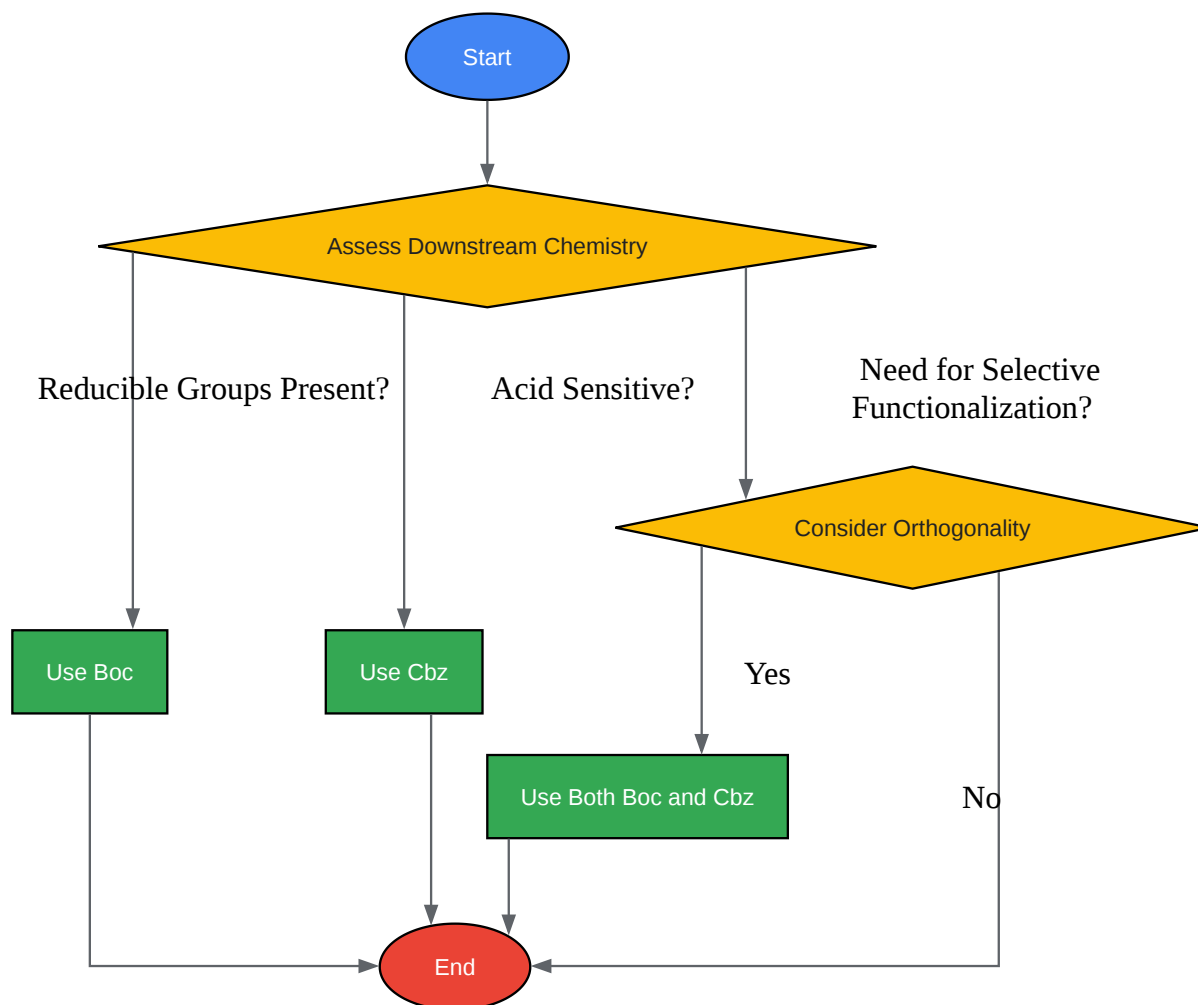 Start
Assess Downstream Chemistry
Reducible Groups Present?
Acid Sensitive?
Need for Selective
Functionalization?
Consider Orthogonality
Use Boc
Use Cbz
Yes
Use Both Boc and Cbz
No
End